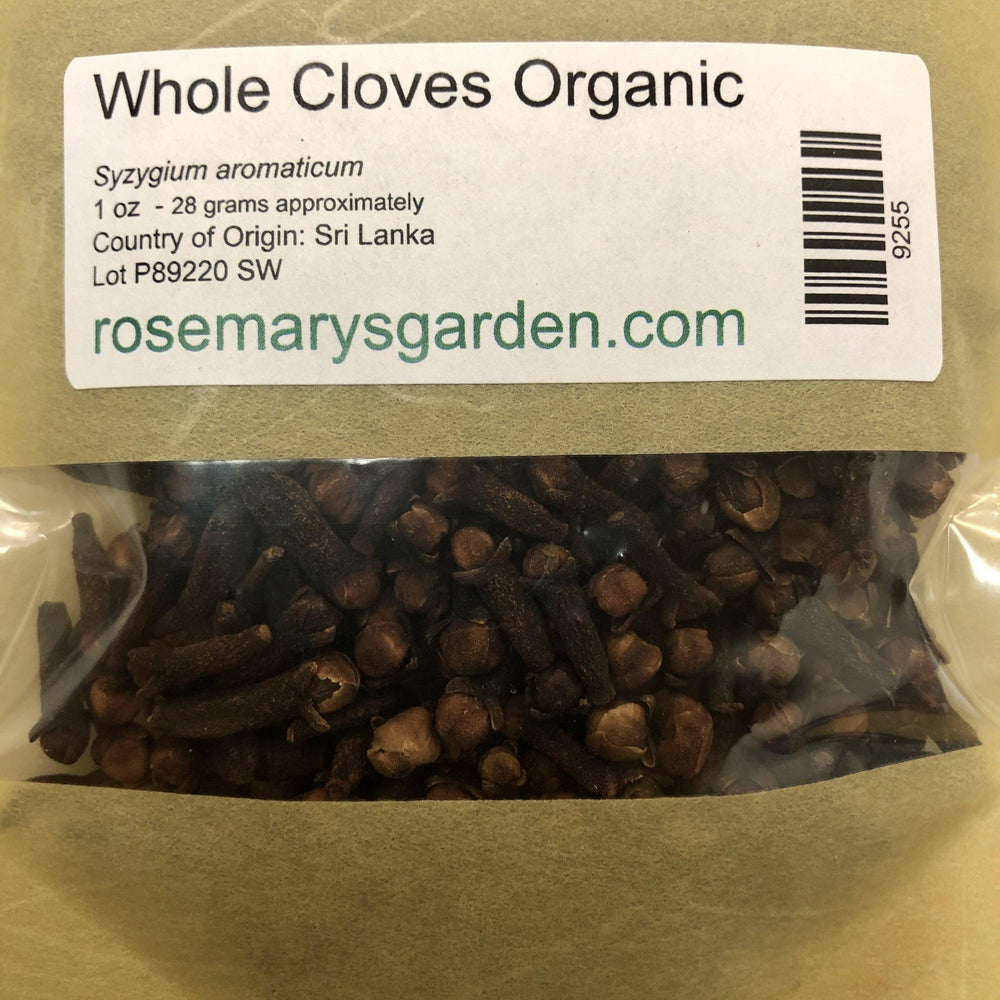 Whole Cloves Organic
Syzygium aromaticum
1 oz - 28 grams approximately
Country of Origin: Sri Lanka
Lot P89220 SW
rosemarysgarden.com
9255